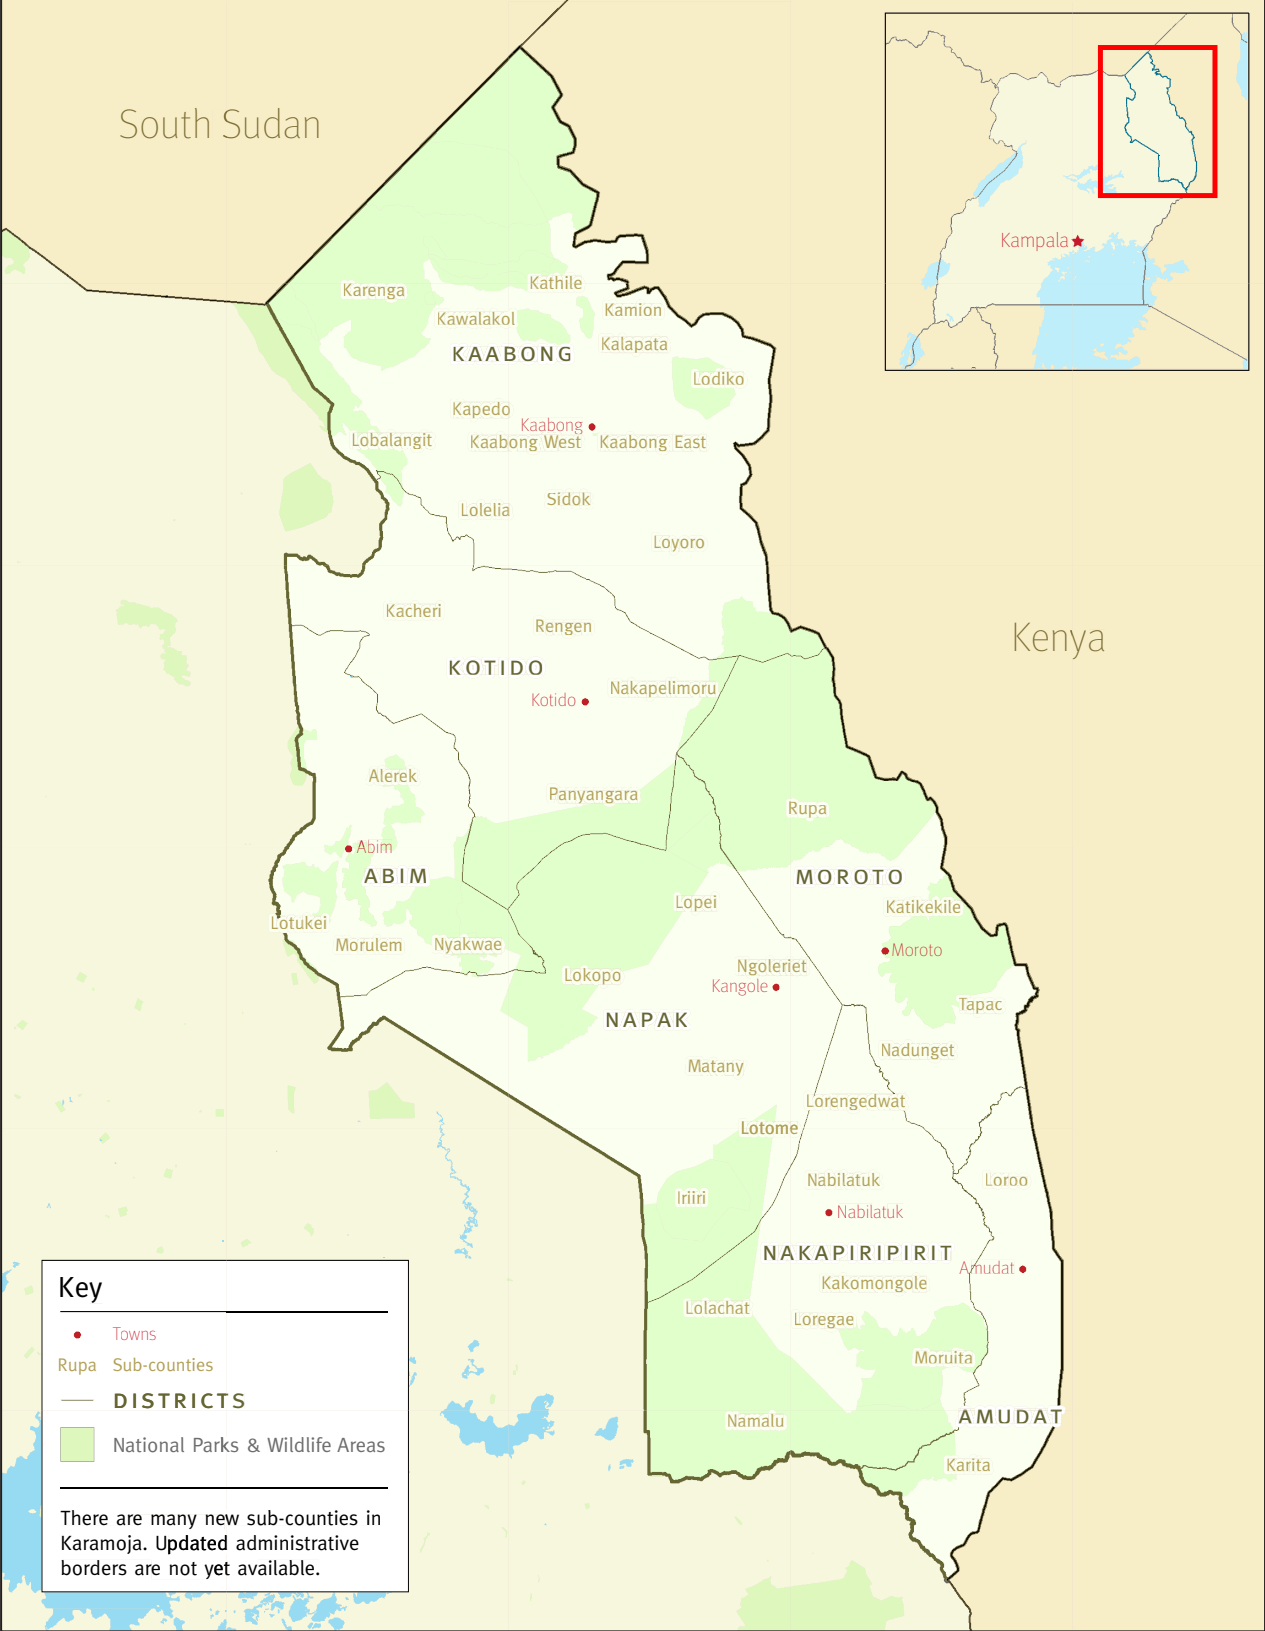 South Sudan
Kampala
Karenga
Kathile
Kamion
Kawalakol
KAABONG
Kalapata
Lodiko
Kapedo
Kaabong
Lobalangit
Kaabong West
Kaabong East
Lolelia
Sidok
Loyoro
Kacheri
Rengen
Kenya
KOTIDO
Nakapelimoru
Kotido
Alerek
Panyangara
Rupa
Abim
ABIM
MOROTO
Lopei
Katikekile
Lotukei
Morulem
Nyakwae
Moroto
Lokopo
Ngoleriet
Kangole
Tapac
NAPAK
Nadunget
Matany
Lorengedwat
Lotome
Nabilatuk
Loroo
Iriiri
Nabilatuk
NAKAPIRIPIRIT
Amudat
Kakomongole
Lolachat
Loregae
Moruita
Namalu
AMUDAT
Karita
Key
Towns
Rupa Sub-counties
DISTRICTS
National Parks & Wildlife Areas
There are many new sub-counties in
Karamoja. Updated administrative
borders are not yet available.